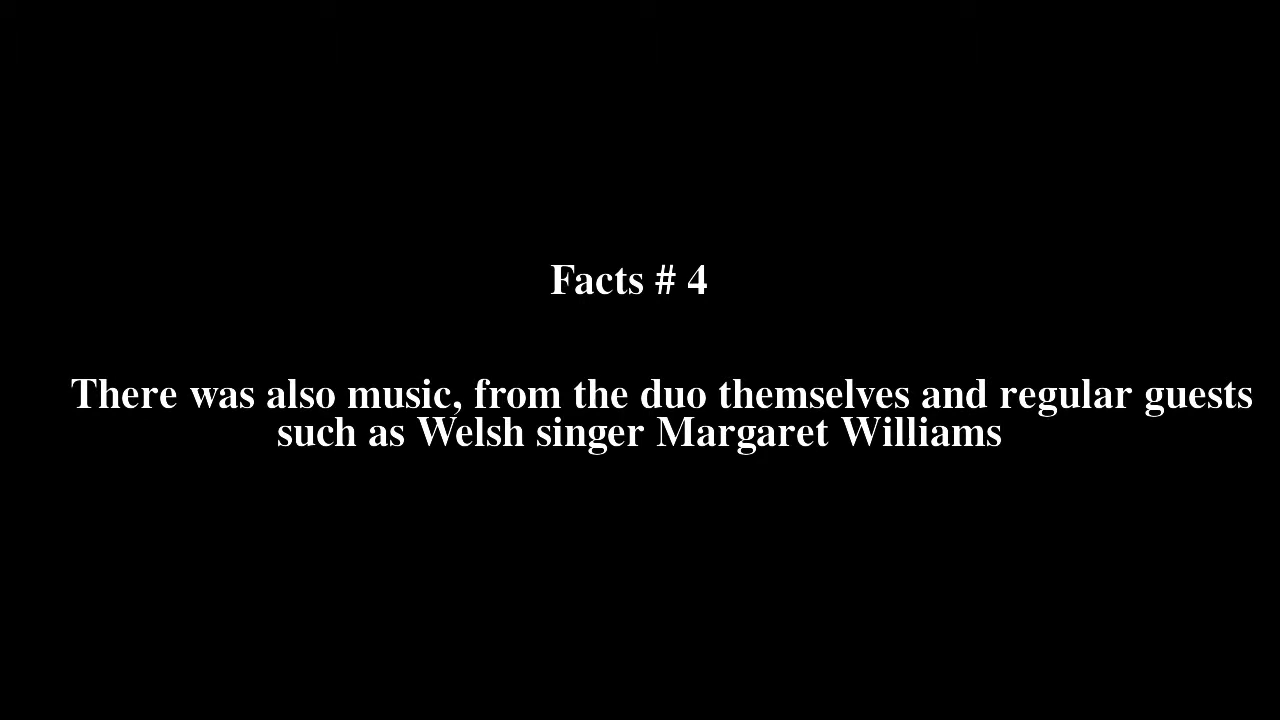 Facts # 4
There was also music, from the duo themselves and regular guests
such as Welsh singer Margaret Williams